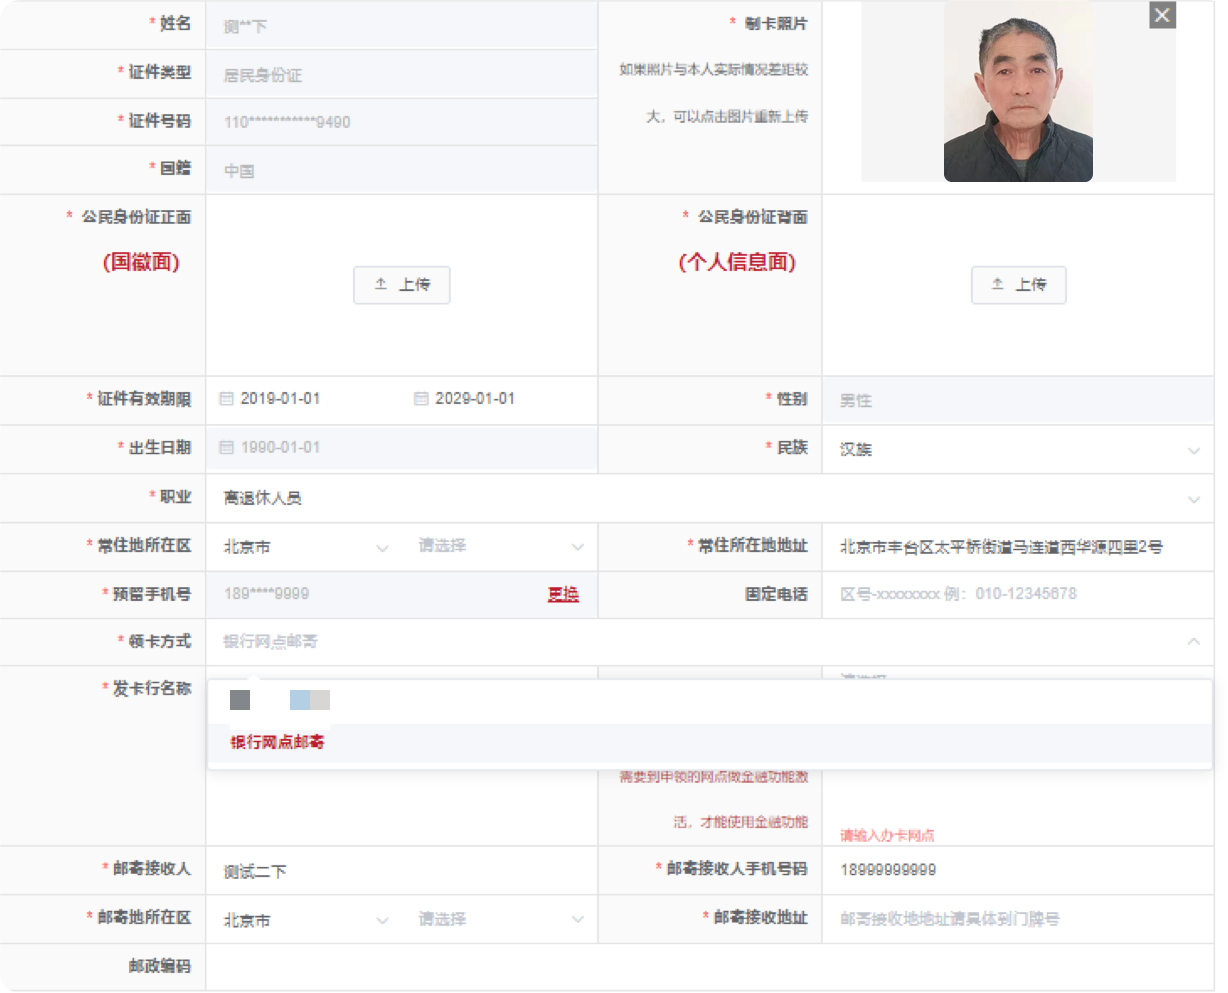 * 姓名
测**下
* 制卡照片
* 证件类型
居民身份证
如果照片与本人实际情况差距较
大，可以点击图片重新上传
* 证件号码
110***********9490
* 国籍
中国
* 公民身份证正面
(国徽面)
上传
* 公民身份证背面
(个人信息面)
上传
* 证件有效期限
2019-01-01
2029-01-01
* 性别
男性
* 出生日期
1990-01-01
* 民族
汉族
* 职业
离退休人员
* 常住地所在区
北京市
请选择
* 常住所在地地址
北京市丰台区太平桥街道马连道西华源四里2号
* 预留手机号
189****9999
更换
固定电话
区号-xxxxxxxx 例：010-12345678
* 领卡方式
银行网点邮寄
* 发卡行名称
银行网点邮寄
需要到申领的网点做金融功能激
活，才能使用金融功能
请输入办卡网点
* 邮寄接收人
测试二下
* 邮寄接收人手机号码
18999999999
* 邮寄地所在区
北京市
请选择
* 邮寄接收地址
邮寄接收地地址请具体到门牌号
邮政编码